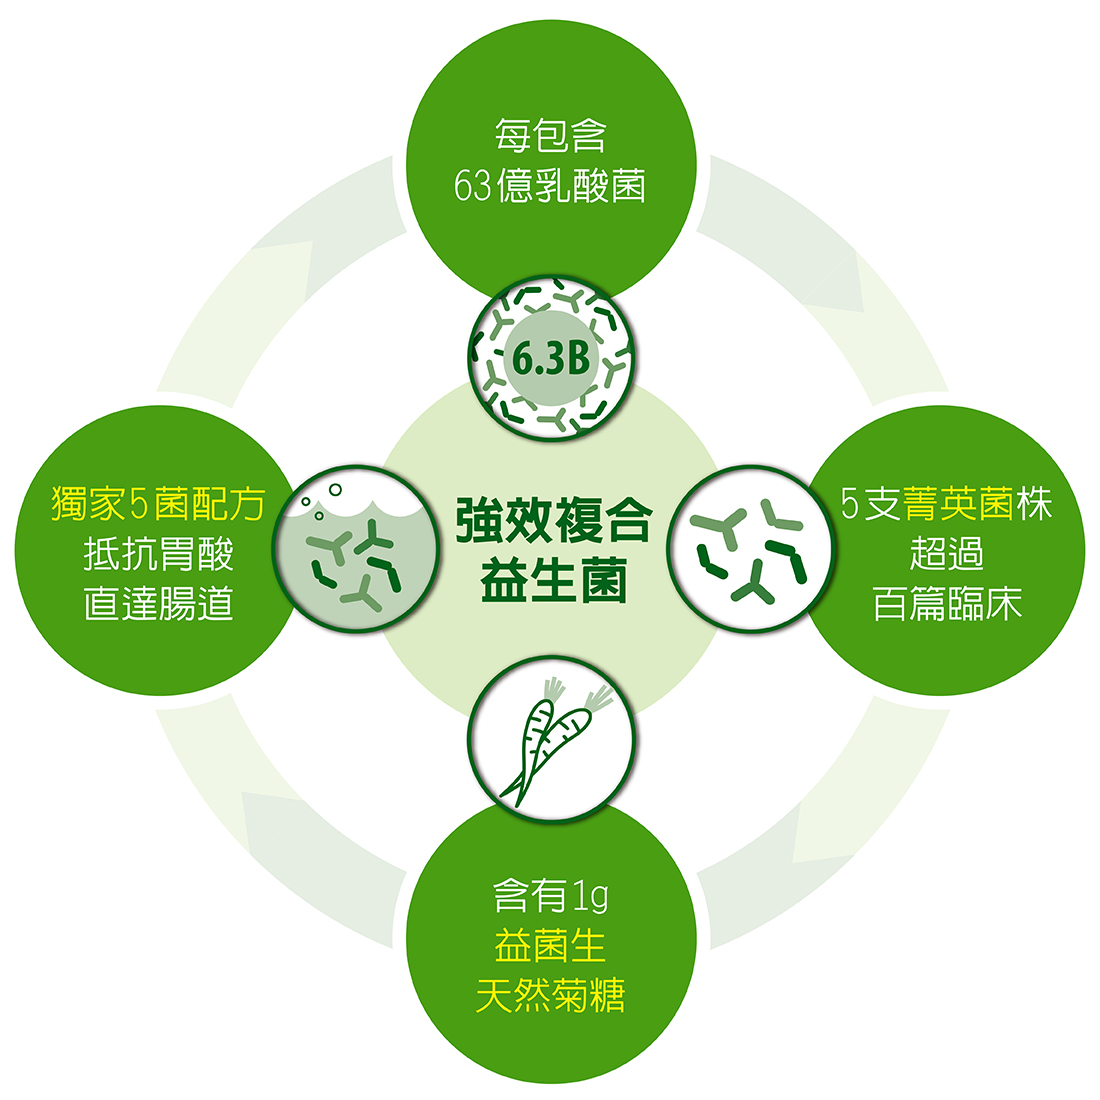 每包含
63億乳酸菌
6.3B
獨家5菌配方
抵抗胃酸
直達腸道
強效複合
益生菌
5支菁英菌株
超過
百篇臨床
含有1g
益菌生
天然菊糖